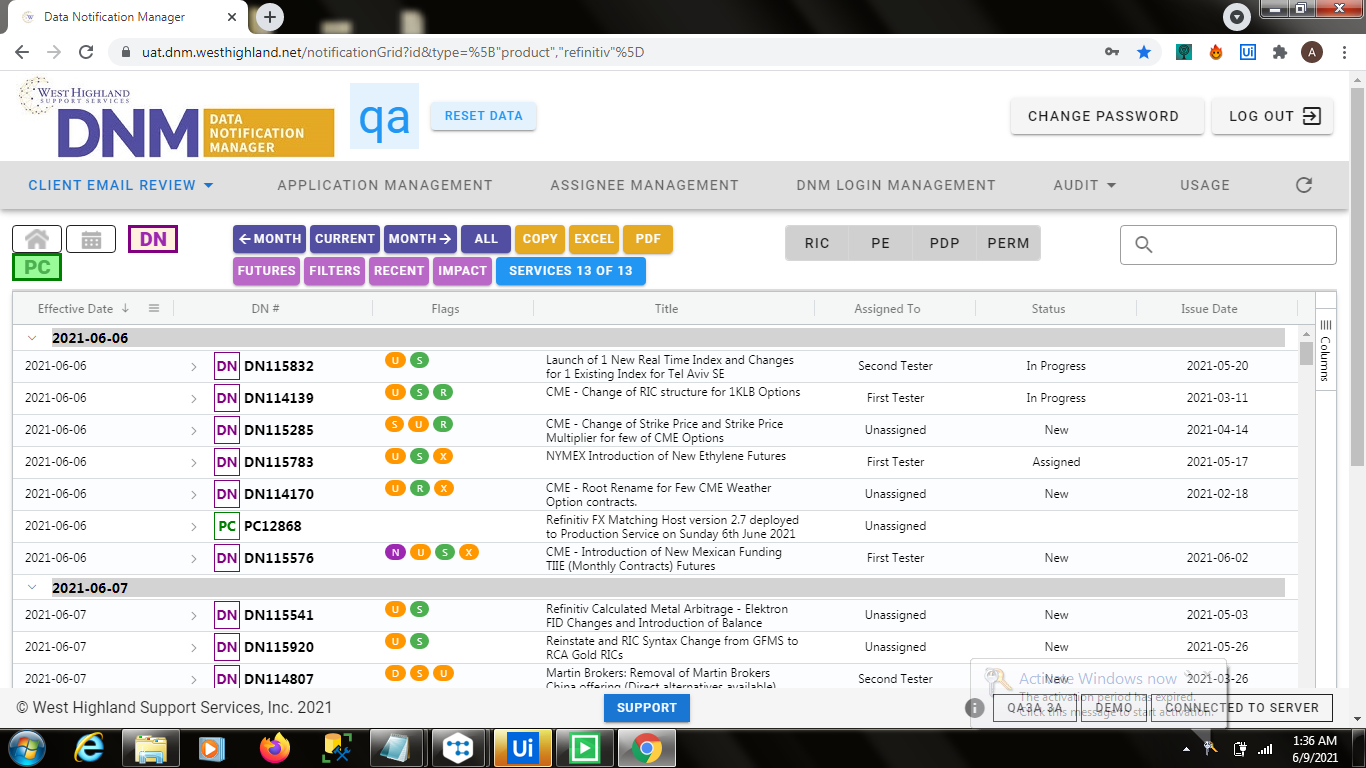 Data Notification Manager
uat.dnm.westhighland.net/notificationGrid?id&type=%5B"product","refinitiv"%5D
Ui
A
WEST HIGHLAND
SUPPORT SERVICES
DNM DATA NOTIFICATION MANAGER
qa
RESET DATA
CHANGE PASSWORD
LOG OUT
CLIENT EMAIL REVIEW APPLICATION MANAGEMENT ASSIGNEE MANAGEMENT DNM LOGIN MANAGEMENT AUDIT USAGE
DN
PC
MONTH CURRENT MONTH ALL COPY EXCEL PDF
FUTURES FILTERS RECENT IMPACT SERVICES 13 OF 13
RIC PE PDP PERM
Effective Date DN # Flags Title Assigned To Status Issue Date
Columns
2021-06-06
2021-06-06 DN DN115832 U S Launch of 1 New Real Time Index and Changes Second Tester In Progress 2021-05-20
for 1 Existing Index for Tel Aviv SE
2021-06-06 DN DN114139 U S R CME - Change of RIC structure for 1KLB Options First Tester In Progress 2021-03-11
2021-06-06 DN DN115285 S U R CME - Change of Strike Price and Strike Price Unassigned New 2021-04-14
Multiplier for few of CME Options
2021-06-06 DN DN115783 U S X NYMEX Introduction of New Ethylene Futures First Tester Assigned 2021-05-17
2021-06-06 DN DN114170 U R X CME - Root Rename for Few CME Weather Unassigned New 2021-02-18
Option contracts.
2021-06-06 PC PC12868 Refinitiv FX Matching Host version 2.7 deployed Unassigned
to Production Service on Sunday 6th June 2021
2021-06-06 DN DN115576 N U S X CME - Introduction of New Mexican Funding First Tester New 2021-06-02
TIIE (Monthly Contracts) Futures
2021-06-07
2021-06-07 DN DN115541 U S Refinitiv Calculated Metal Arbitrage - Elektron Unassigned New 2021-05-03
FID Changes and Introduction of Balance
2021-06-07 DN DN115920 U S Reinstate and RIC Syntax Change from GFMS to Unassigned New 2021-05-26
RCA Gold RICs
2021-06-07 DN DN114807 D S U Martin Brokers: Removal of Martin Brokers Second Tester New 2021-03-26
China offering (Direct alternatives available)
Activate Windows now
The activation period has expired.
Click this message to start activation.
© West Highland Support Services, Inc. 2021
SUPPORT
QA3A 3A DEMO CONNECTED TO SERVER
Ui
1:36 AM
6/9/2021